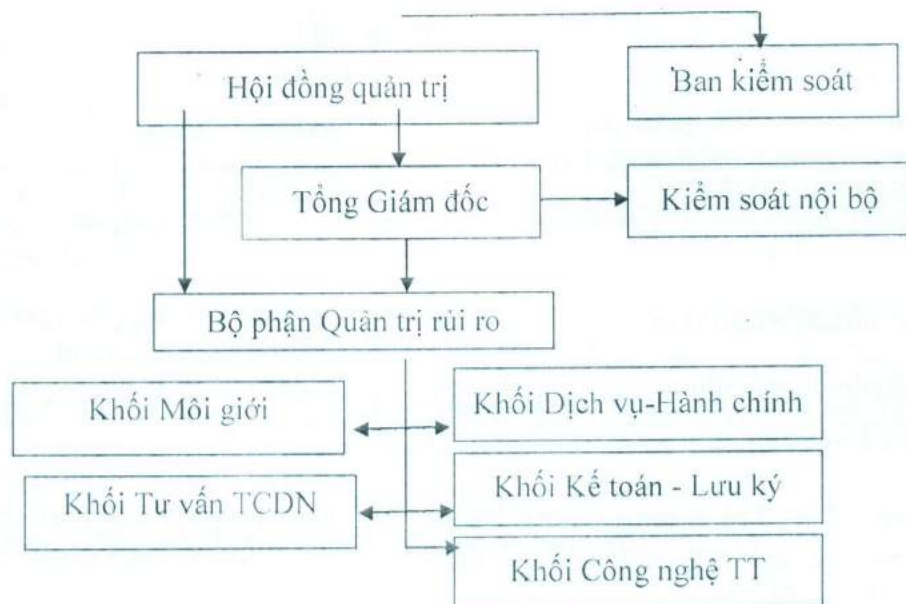 Hội đồng quản trị
Ban kiểm soát
Tổng Giám đốc
Kiểm soát nội bộ
Bộ phận Quản trị rủi ro
Khối Môi giới
Khối Dịch vụ-Hành chính
Khối Tư vấn TCDN
Khối Kế toán - Lưu ký
Khối Công nghệ TT